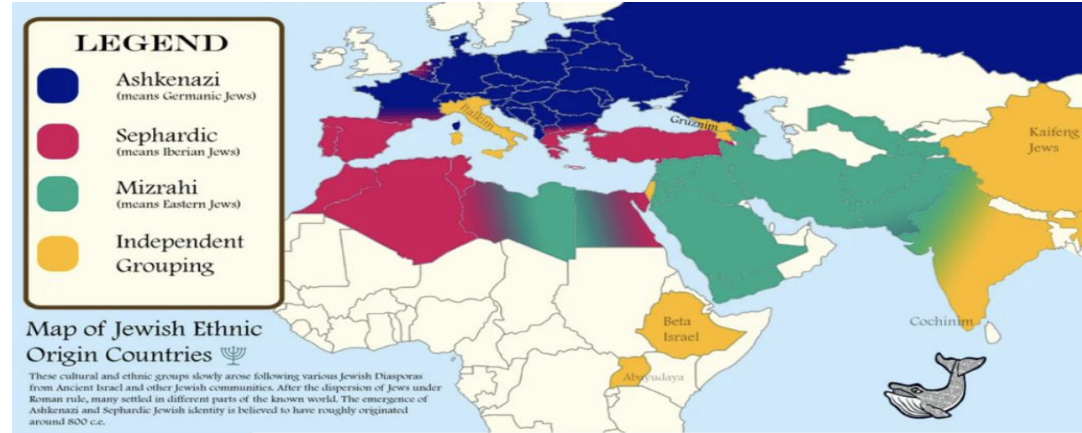 LEGEND
Ashkenazi
(means Germanic Jews)
Sephardic
(means Iberian Jews)
Mizrahi
(means Eastern Jews)
Independent
Grouping
Map of Jewish Ethnic
Origin Countries
These cultural and ethnic groups slowly arose following various Jewish Diasporas
from Ancient Israel and other Jewish communities. After the dispersion of Jews under
Roman rule, many settled in different parts of the known world. The emergence of
Ashkenazi and Sephardic Jewish identity is believed to have roughly originated
around 800 c.e.
Italkim
Gruznim
Kaifeng
Jews
Beta
Israel
Abayudaya
Cochinim